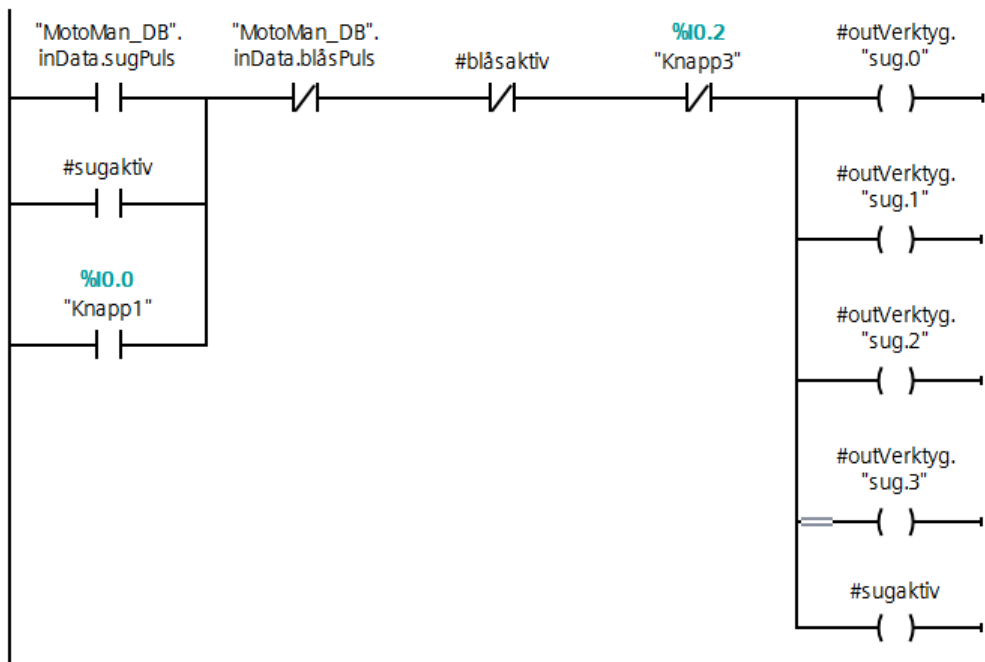 "MotoMan_DB".
inData.sugPuls
"MotoMan_DB".
inData.blåsPuls
#blåsaktiv
%I0.2
"Knapp3"
#outVerktyg.
"sug.0"
#sugaktiv
#outVerktyg.
"sug.1"
%I0.0
"Knapp1"
#outVerktyg.
"sug.2"
#outVerktyg.
"sug.3"
#sugaktiv